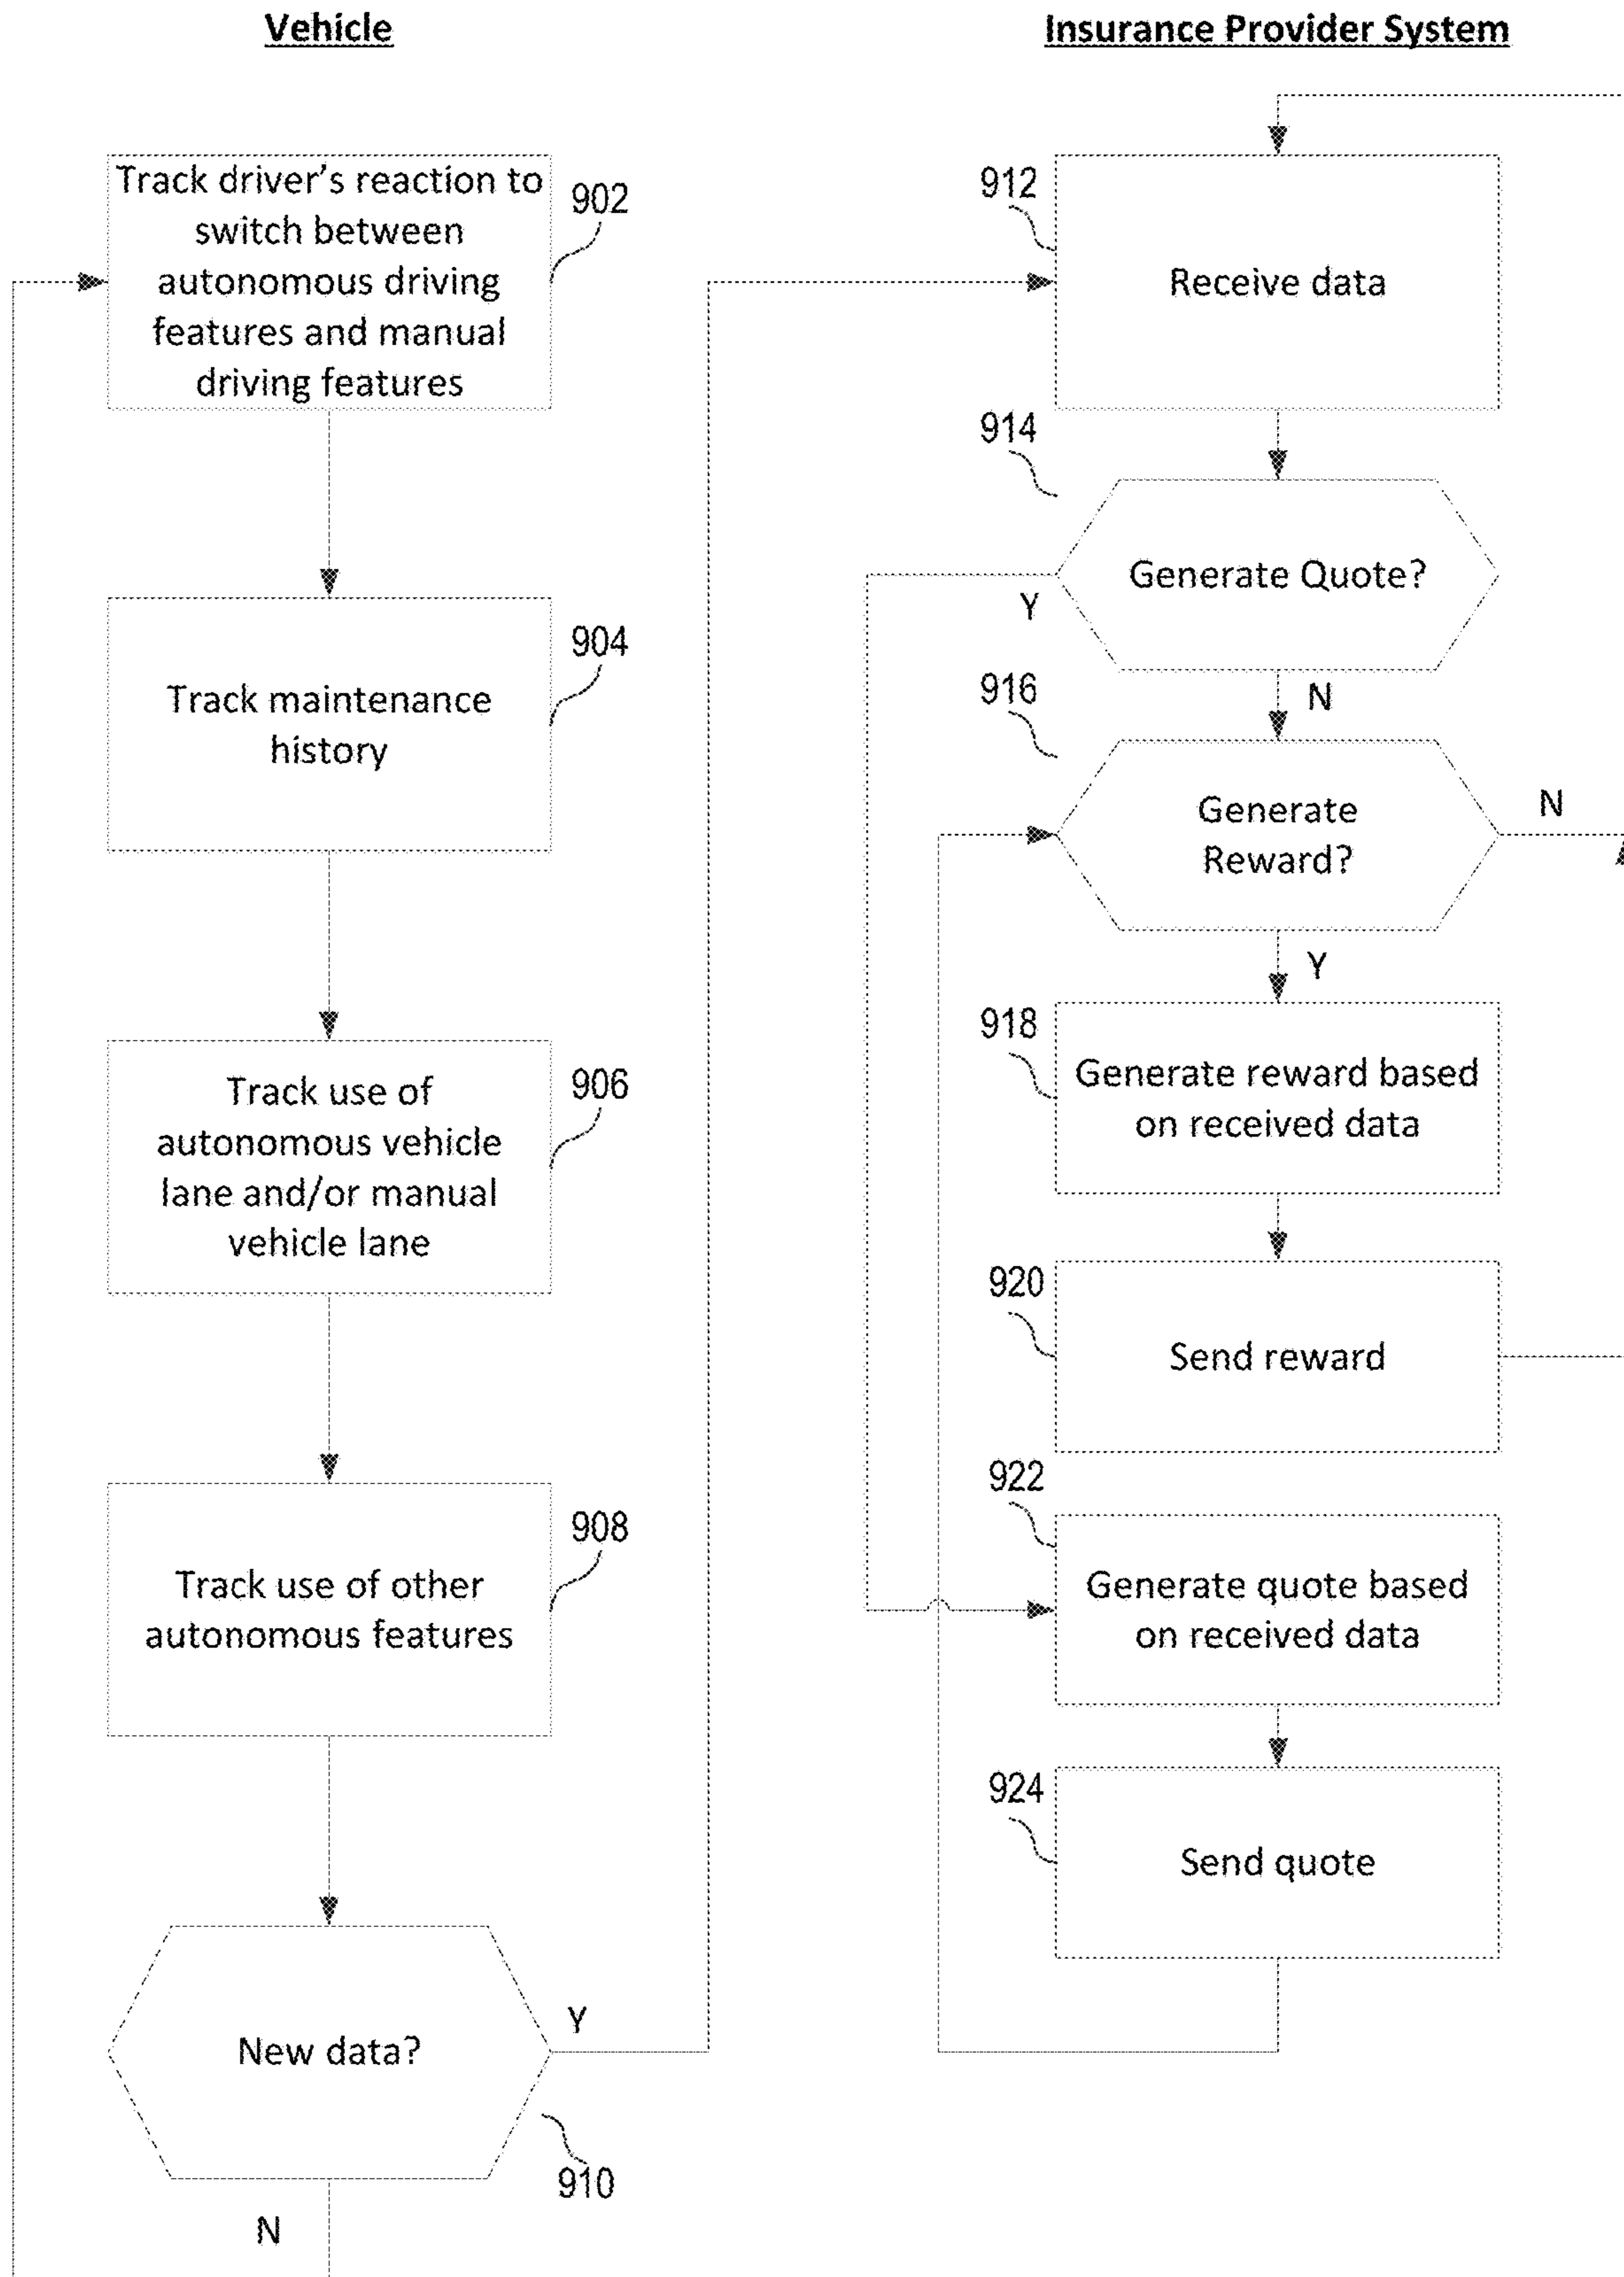 Vehicle
Track driver's reaction to
switch between
autonomous driving
features and manual
driving features
902
Track maintenance
history
904
Track use of
autonomous vehicle
lane and/or manual
vehicle lane
906
Track use of other
autonomous features
908
New data?
Y
910
N
Insurance Provider System
912
Receive data
914
Generate Quote?
Y
N
916
Generate
Reward?
N
Y
918
Generate reward based
on received data
920
Send reward
922
Generate quote based
on received data
924
Send quote